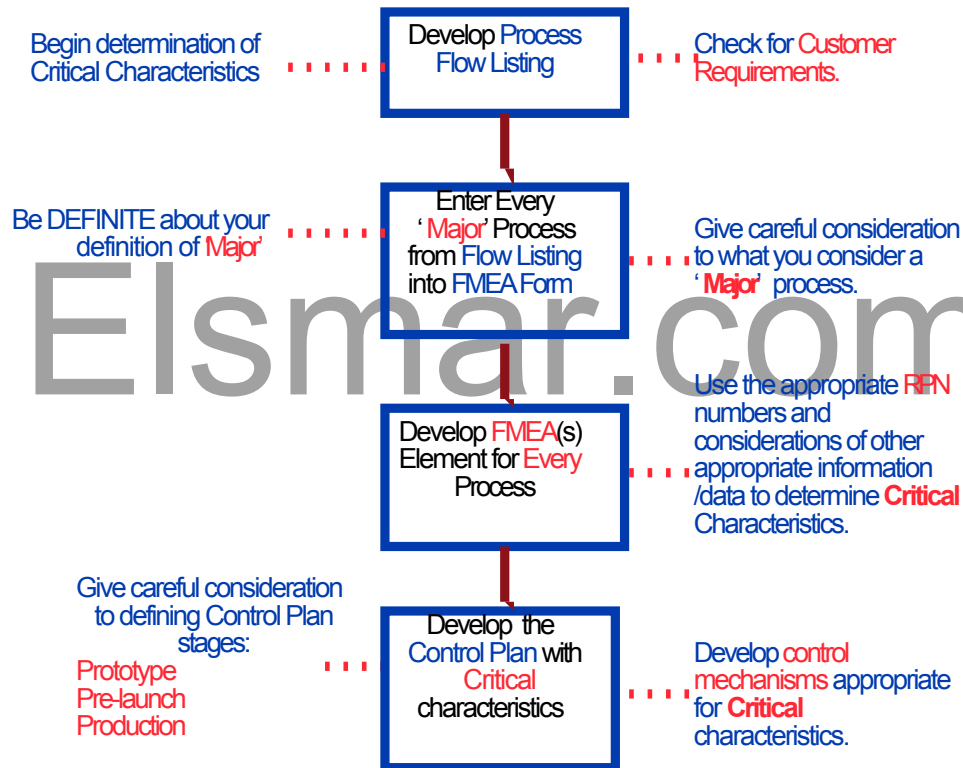 Begin determination of
Critical Characteristics
Develop Process
Flow Listing
Check for Customer
Requirements.
Be DEFINITE about your
definition of 'Major'
Enter Every
' Major' Process
from Flow Listing
into FMEA Form
Give careful consideration
to what you consider a
' Major' process.
Elsmar.com
Develop FMEA(s)
Element for Every
Process
Use the appropriate RPN
numbers and
considerations of other
appropriate information
/data to determine Critical
Characteristics.
Give careful consideration
to defining Control Plan
stages:
Prototype
Pre-launch
Production
Develop the
Control Plan with
Critical
characteristics
Develop control
mechanisms appropriate
for Critical
characteristics.